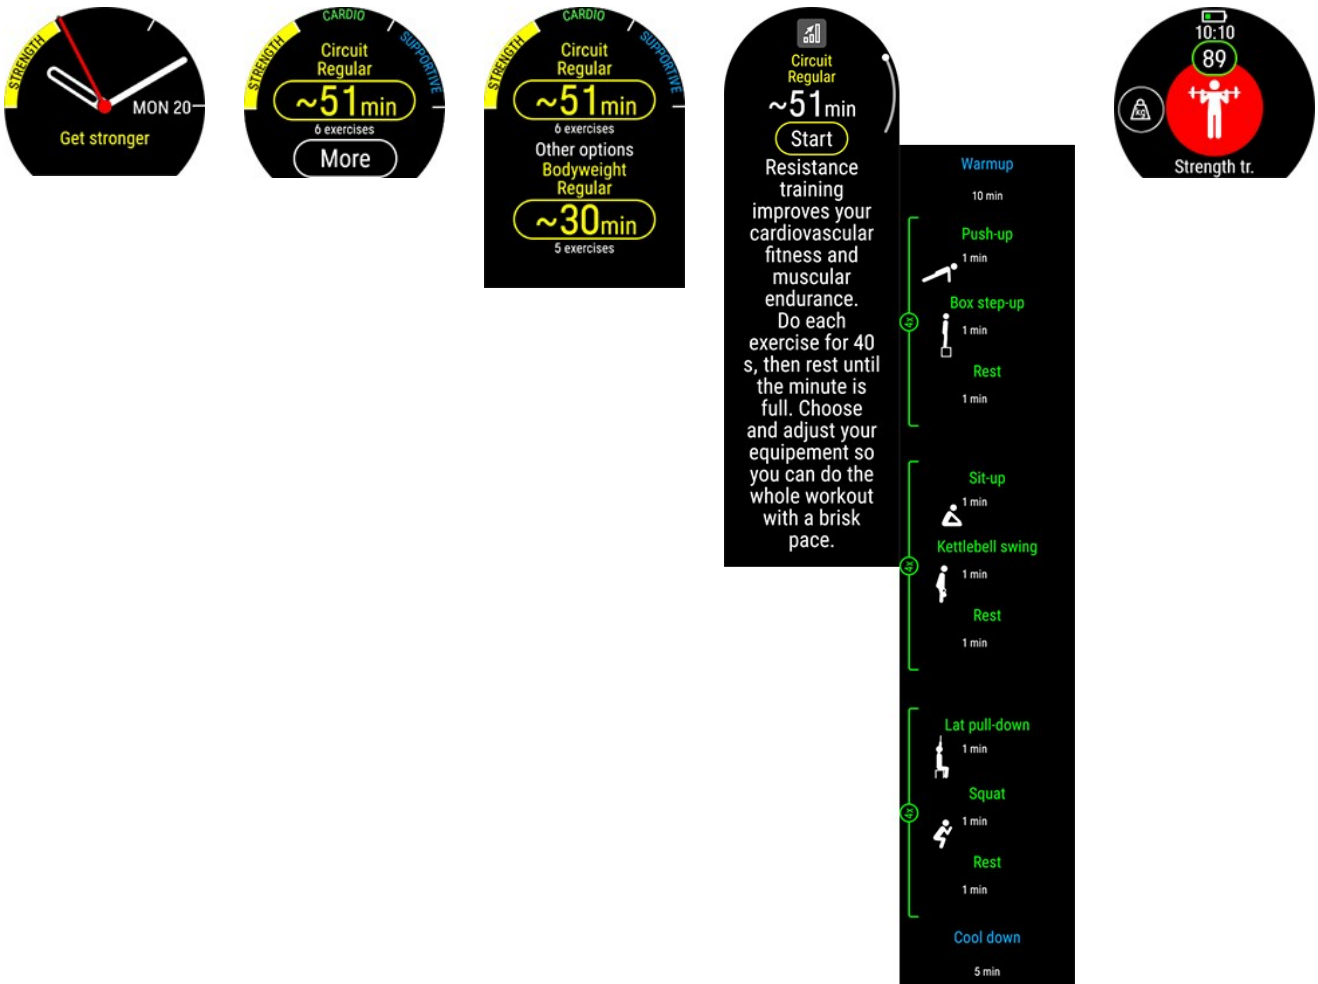 STRENGTH
MON 20
Get stronger
CARDIO
STRENGTH
SUPPORTIVE
Circuit
Regular
~51min
6 exercises
More
CARDIO
STRENGTH
SUPPORTIVE
Circuit
Regular
~51min
6 exercises
Other options
Bodyweight
Regular
~30min
5 exercises
Circuit
Regular
~51min
Start
Resistance
training
improves your
cardiovascular
fitness and
muscular
endurance.
Do each
exercise for 40
s, then rest until
the minute is
full. Choose
and adjust your
equipement so
you can do the
whole workout
with a brisk
pace.
Warmup
10 min
Push-up
1 min
4x
Box step-up
1 min
Rest
1 min
Sit-up
1 min
4x
Kettlebell swing
1 min
Rest
1 min
Lat pull-down
1 min
4x
Squat
1 min
Rest
1 min
Cool down
5 min
10:10
89
kg
Strength tr.